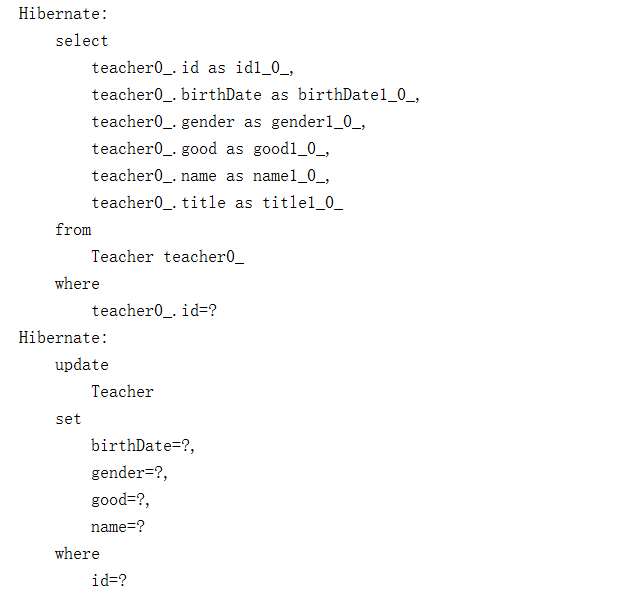 Hibernate:
select
teacher0_.id as id1_0_,
teacher0_.birthDate as birthDate1_0_,
teacher0_.gender as gender1_0_,
teacher0_.good as good1_0_,
teacher0_.name as name1_0_,
teacher0_.title as title1_0_
from
Teacher teacher0_
where
teacher0_.id=?
Hibernate:
update
Teacher
set
birthDate=?,
gender=?,
good=?,
name=?
where
id=?